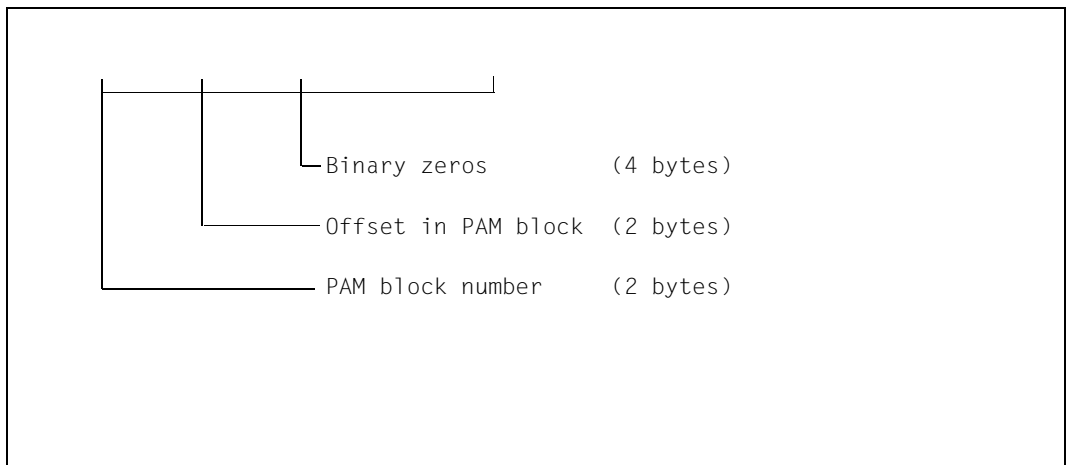 Binary zeros (4 bytes)
Offset in PAM block (2 bytes)
PAM block number (2 bytes)